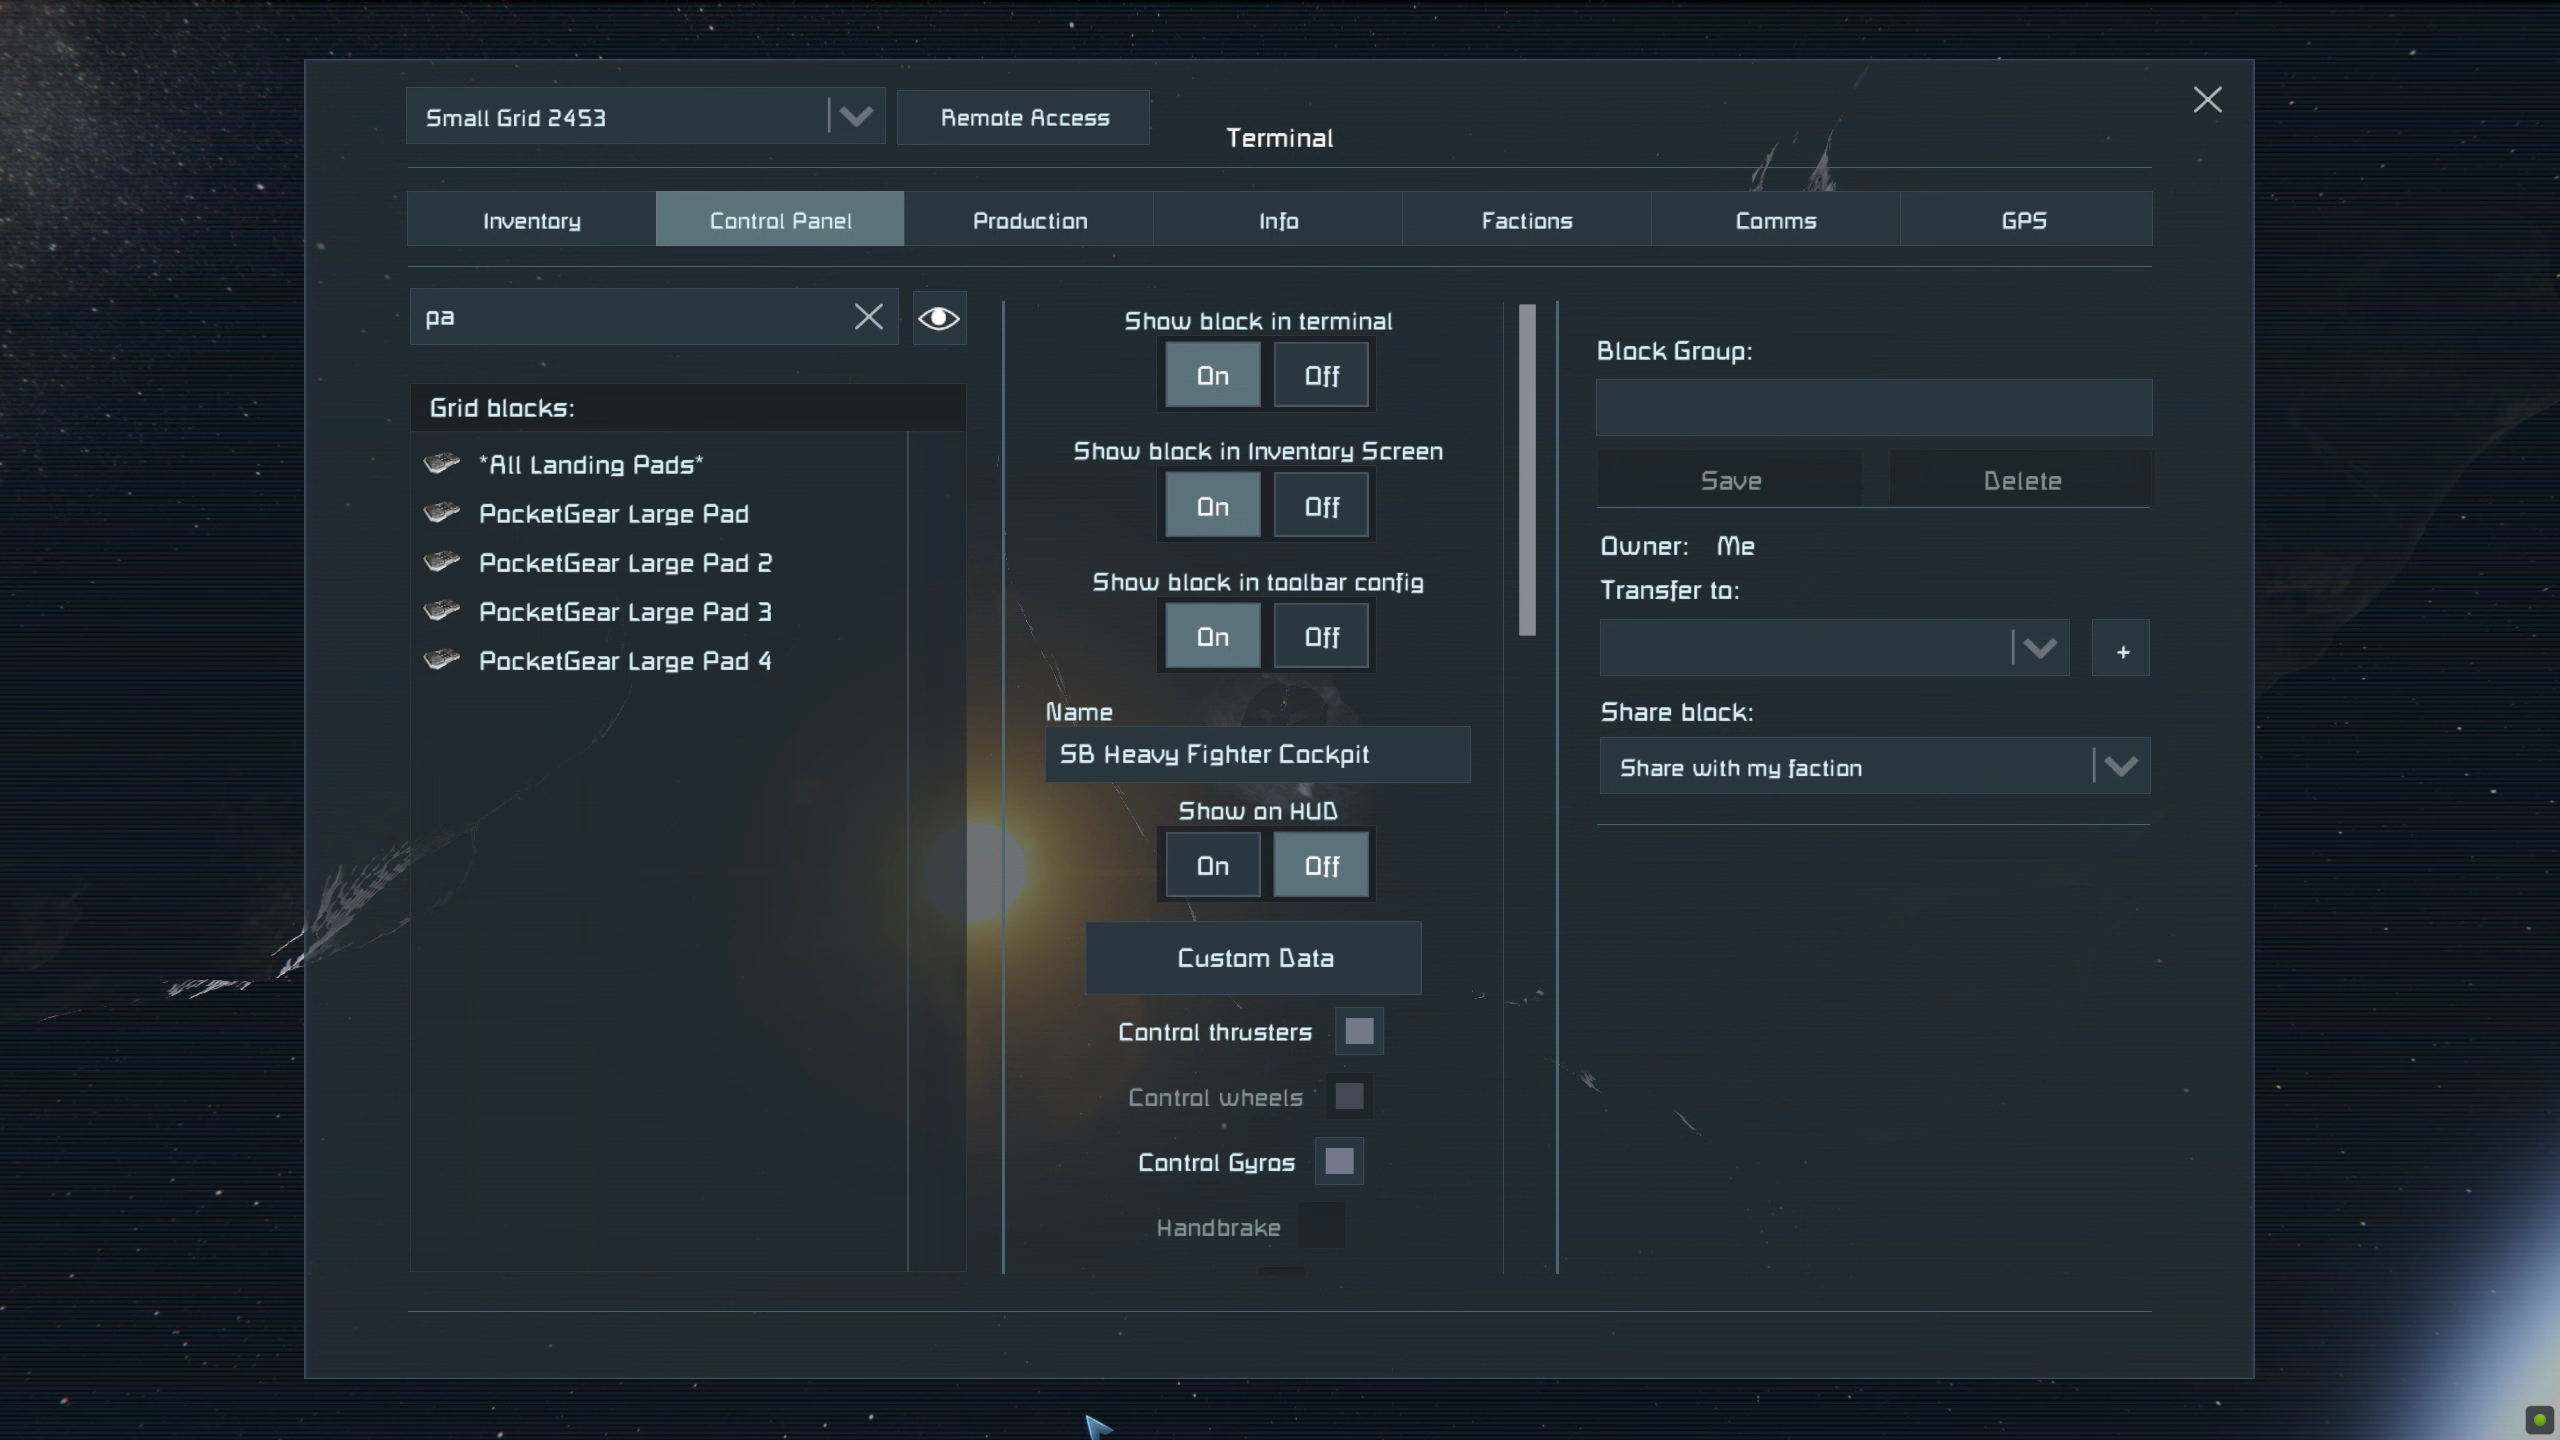 Small Grid 2453
Remote Access
Terminal
Inventory
Control Panel
Production
Info
Factions
Comms
GPS
pa
Grid blocks:
*All Landing Pads*
PocketGear Large Pad
PocketGear Large Pad 2
PocketGear Large Pad 3
PocketGear Large Pad 4
Show block in terminal
On Off
Show block in Inventory Screen
On Off
Show block in toolbar config
On Off
Name
SB Heavy Fighter Cockpit
Show on HUD
On Off
Custom Data
Control thrusters
Control wheels
Control Gyros
Handbrake
Block Group:
Save Delete
Owner: Me
Transfer to:
+
Share block:
Share with my faction